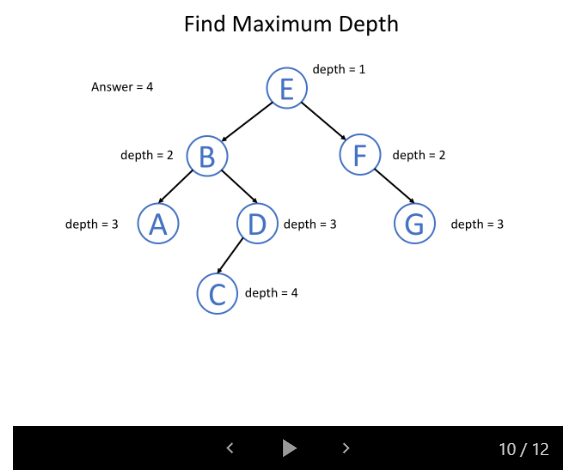 Find Maximum Depth
depth = 1
Answer = 4
E
depth = 2
B
F
depth = 2
depth = 3
A
D
depth = 3
G
depth = 3
C
depth = 4
10 / 12